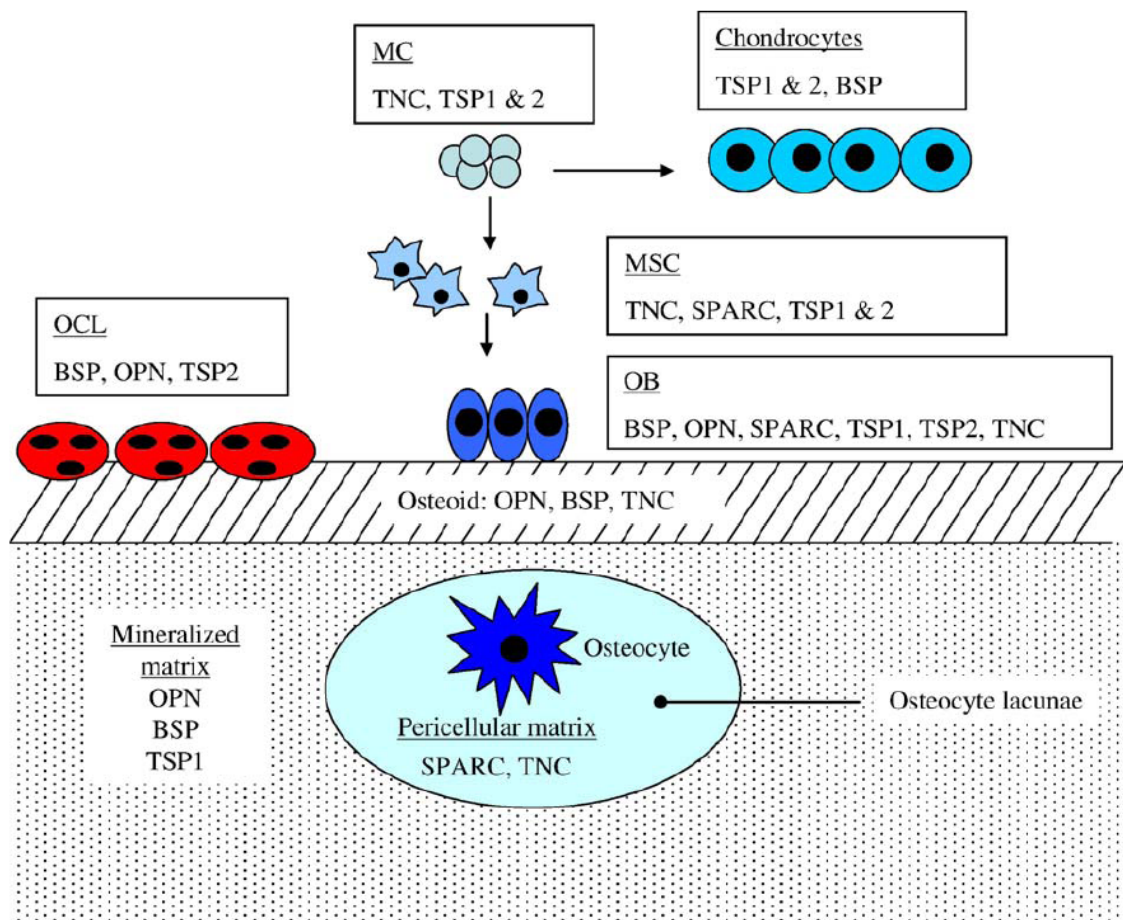 MC
TNC, TSP1 & 2
Chondrocytes
TSP1 & 2, BSP
MSC
TNC, SPARC, TSP1 & 2
OCL
BSP, OPN, TSP2
OB
BSP, OPN, SPARC, TSP1, TSP2, TNC
Osteoid: OPN, BSP, TNC
Mineralized
matrix
OPN
BSP
TSP1
Osteocyte
Pericellular matrix
SPARC, TNC
Osteocyte lacunae